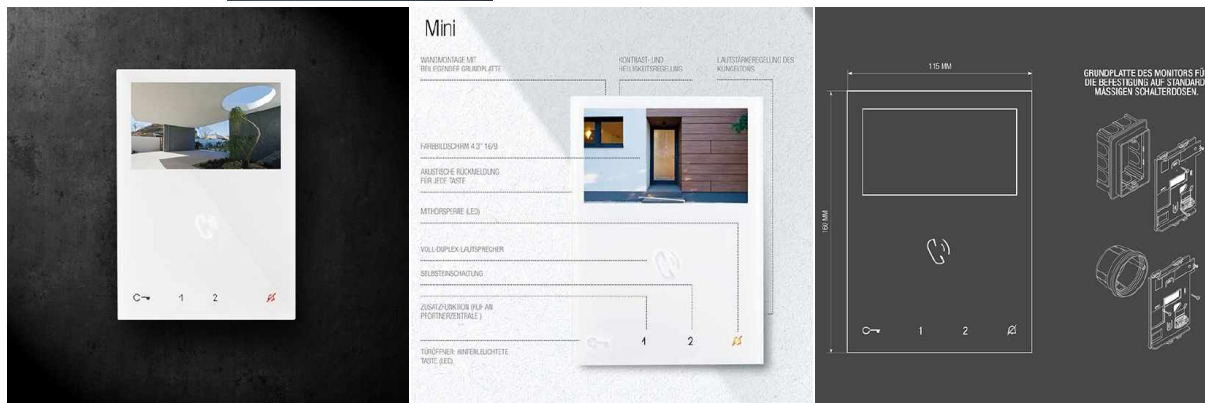 1 2
Mini
WANDMONTAGE MIT
BEILIEGENDER GRUNDPLATTE
KONTRAST- UND
HELLIGKEITSREGELUNG
LAUTSTÄRKEREGELUNG DES
KLINGELTONS
FARBBILDSCHIRM 4.3" 16/9
AKUSTISCHE RÜCKMELDUNG
FÜR JEDE TASTE
MITHÖRSPERRE (LED)
VOLL-DUPLEX-LAUTSPRECHER
SELBSTEINSCHALTUNG
ZUSATZFUNKTION (RUF AN
PFÖRTNERZENTRALE )
TÜRÖFFNER: HINTERLEUCHTETE
TASTE (LED)
1 2
115 MM
160 MM
1 2
GRUNDPLATTE DES MONITORS FÜ
DIE BEFESTIGUNG AUF STANDARD
MÄSSIGEN SCHALTERDOSEN.